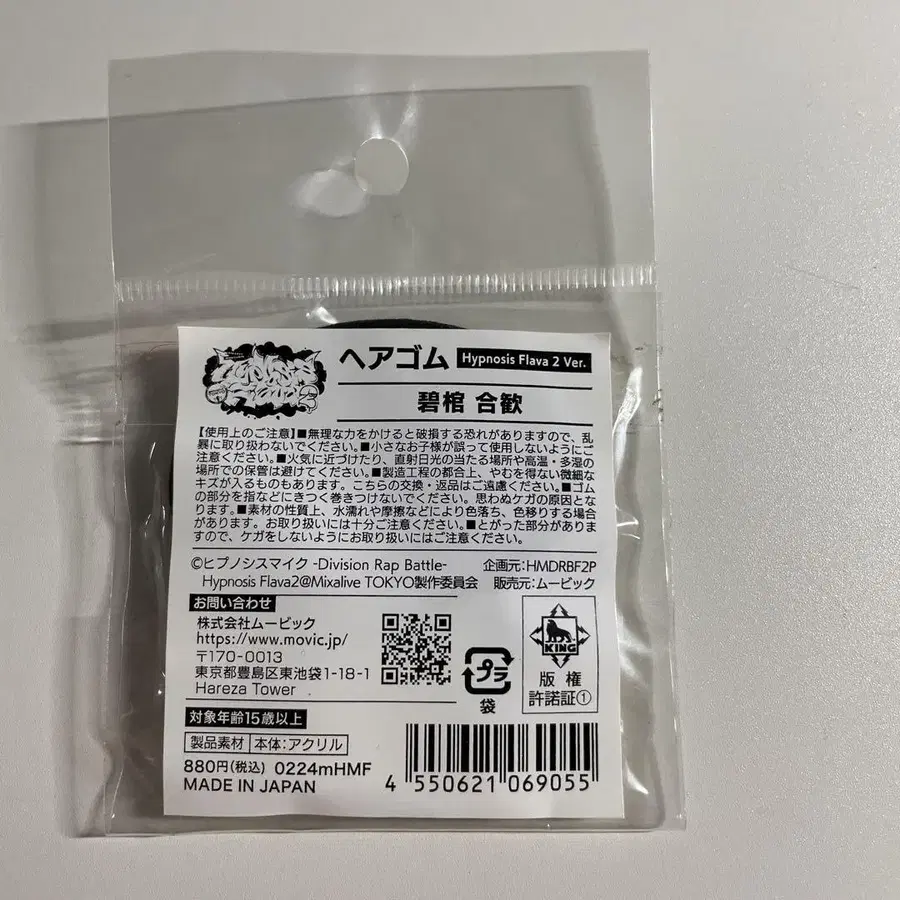 ヘアゴム Hypnosis Flava 2 Ver.
碧棺 合歓
【使用上のご注意】■無理な力をかけると破損する恐れがありますので、乱
暴に取り扱わないでください。■小さなお子様が誤って使用しないようにご
注意ください。■火気に近づけたり、直射日光の当たる場所や高温・多湿の
場所での保管は避けてください。■製造工程の都合上、やむを得ない微細な
キズが入るものもあります。こちらの交換・返品はご遠慮ください。■ゴム
の部分を指などにきつく巻きつけないでください。思わぬケガの原因とな
ります。■素材の性質上、水濡れや摩擦などにより色落ち、色移りする場合
があります。お取り扱いには十分ご注意ください。■とがった部分がありま
すので、ケガをしないようにお取り扱いにはご注意ください。
©ヒプノシスマイク -Division Rap Battle- 企画元:HMDRBF2P
Hypnosis Flava2@Mixalive TOKYO製作委員会 販売元:ムービック
お問い合わせ
株式会社ムービック
https://www.movic.jp/
〒170-0013
東京都豊島区東池袋1-18-1
Hareza Tower
プラ
袋
KING
版権
許諾証①
対象年齢15歳以上
製品素材 本体:アクリル
880円(税込) 0224mHMF
MADE IN JAPAN
4 550621 069055